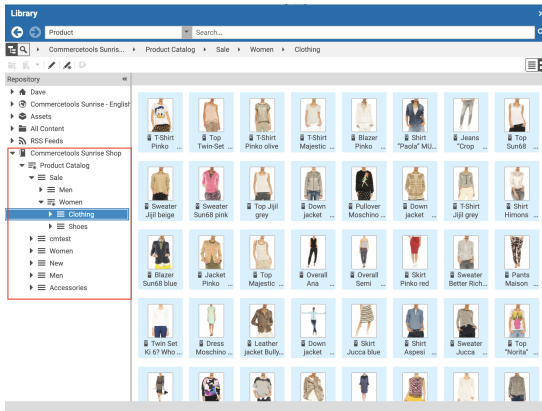 Library
Product
Search...
Commercetools Sunris...
Product Catalog
Sale
Women
Clothing
Repository
Dave
Commercetools Sunrise - English
Assets
All Content
RSS Feeds
Commercetools Sunrise Shop
Product Catalog
Sale
Men
Women
Clothing
Shoes
cmtest
Women
New
Men
Accessories
T-Shirt Pinko ...
Top Twin-Set ...
T-Shirt Pinko olive
T-Shirt Majestic ...
Blazer Pinko ...
Shirt "Paola" MU...
Jeans "Crop ...
Top Sun68 ...
Sweater Jijil beige
Sweater Sun68 pink
Top Jijil grey
Down jacket ...
Pullover Moschino ...
Down jacket ...
T-Shirt Jijil grey
Shirt Himons ...
Blazer Sun68 blue
Jacket Pinko ...
Top Majestic ...
Overall Ana ...
Overall Semi ...
Skirt Pinko red
Sweater Better Rich...
Pants Maison ...
Twin Set Ki 6? Who ...
Dress Moschino ...
Leather jacket Bully...
Down jacket ...
Skirt Jucca blue
Shirt Aspesi ...
Sweater Jucca ...
Top "Norita" ...